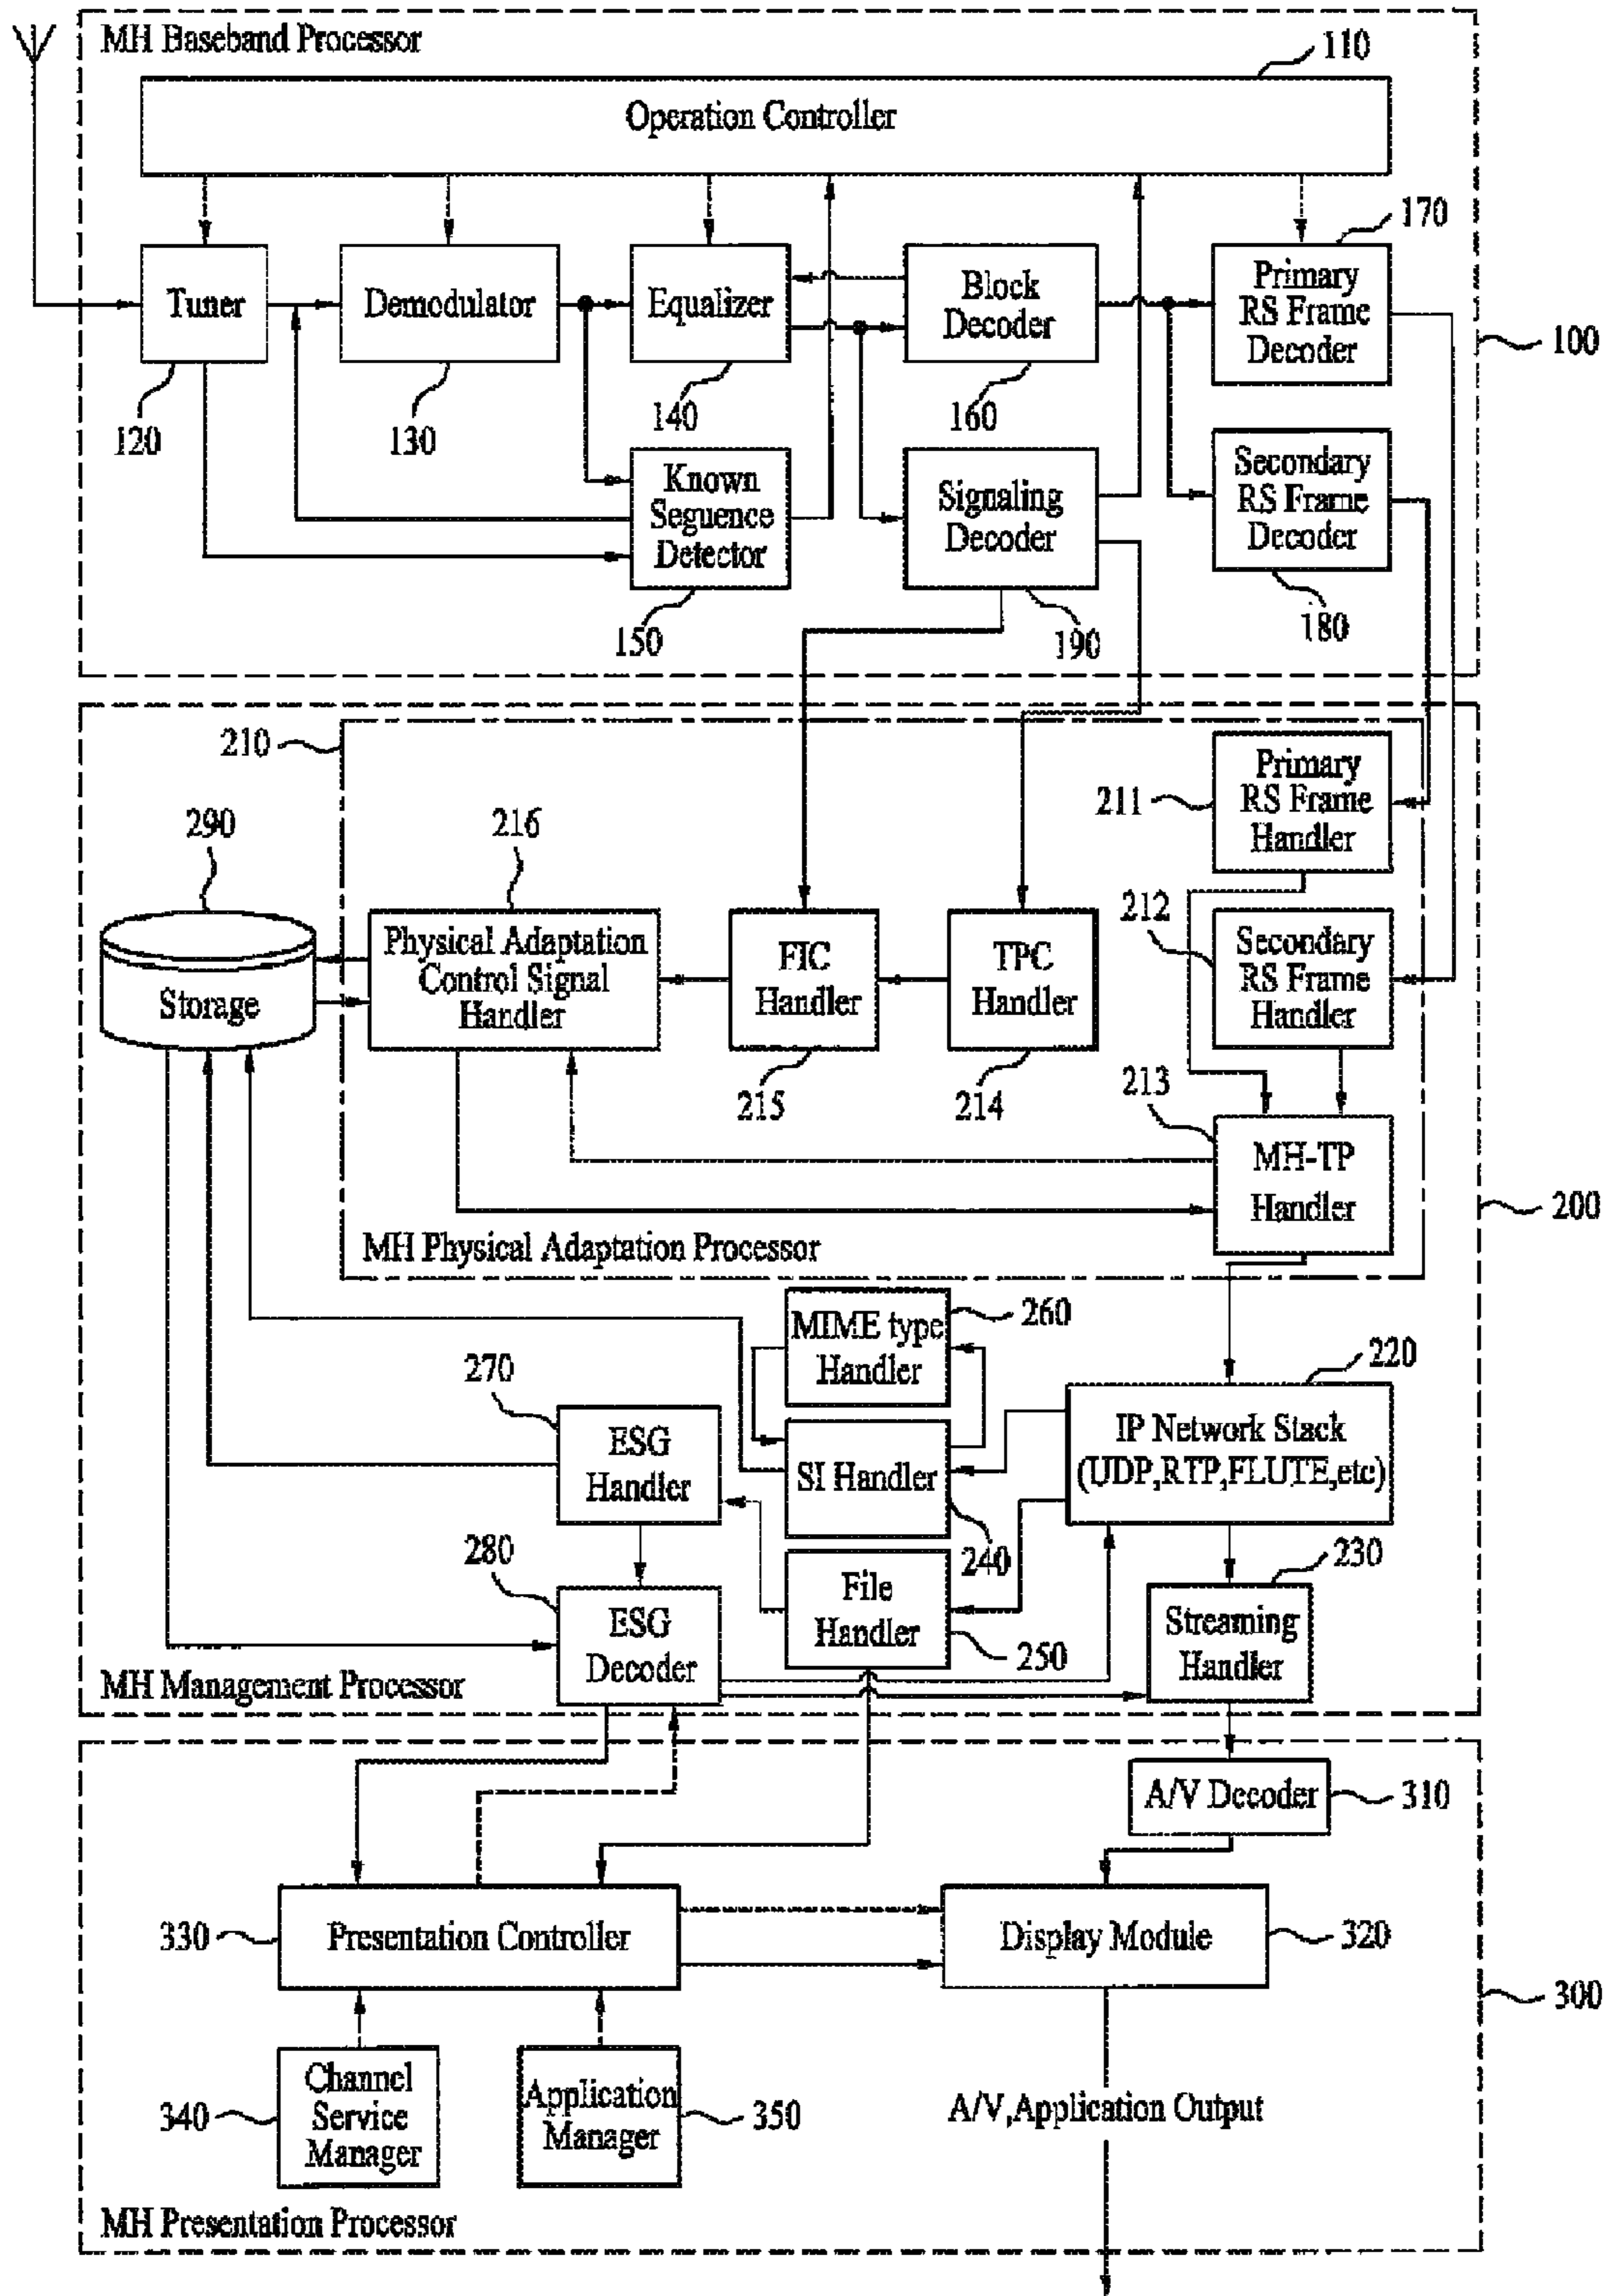 MH Baseband Processor
110
Operation Controller
170
Tuner
Demodulator
Equalizer
Block
Decoder
Primary
RS Frame
Decoder
100
120
130
140
160
Known
Seguence
Detector
Signaling
Decoder
Secondary
RS Frame
Decoder
150
190
180
210
Primary
RS Frame
Handler
211
290
216
212
Storage
Physical Adaptation
Control Signal
Handler
FIC
Handler
TPC
Handler
Secondary
RS Frame
Handler
215
214
213
MH-TP
Handler
200
MH Physical Adaptation Processor
MIME type
Handler
260
270
220
ESG
Handler
SI Handler
IP Network Stack
(UDP,RTP,FLUTE,etc)
280
240
230
ESG
Decoder
File
Handler
250
Streaming
Handler
MH Management Processor
A/V Decoder
310
330
Presentation Controller
Display Module
320
300
340
Channel
Service
Manager
Application
Manager
350
A/V,Application Output
MH Presentation Processor